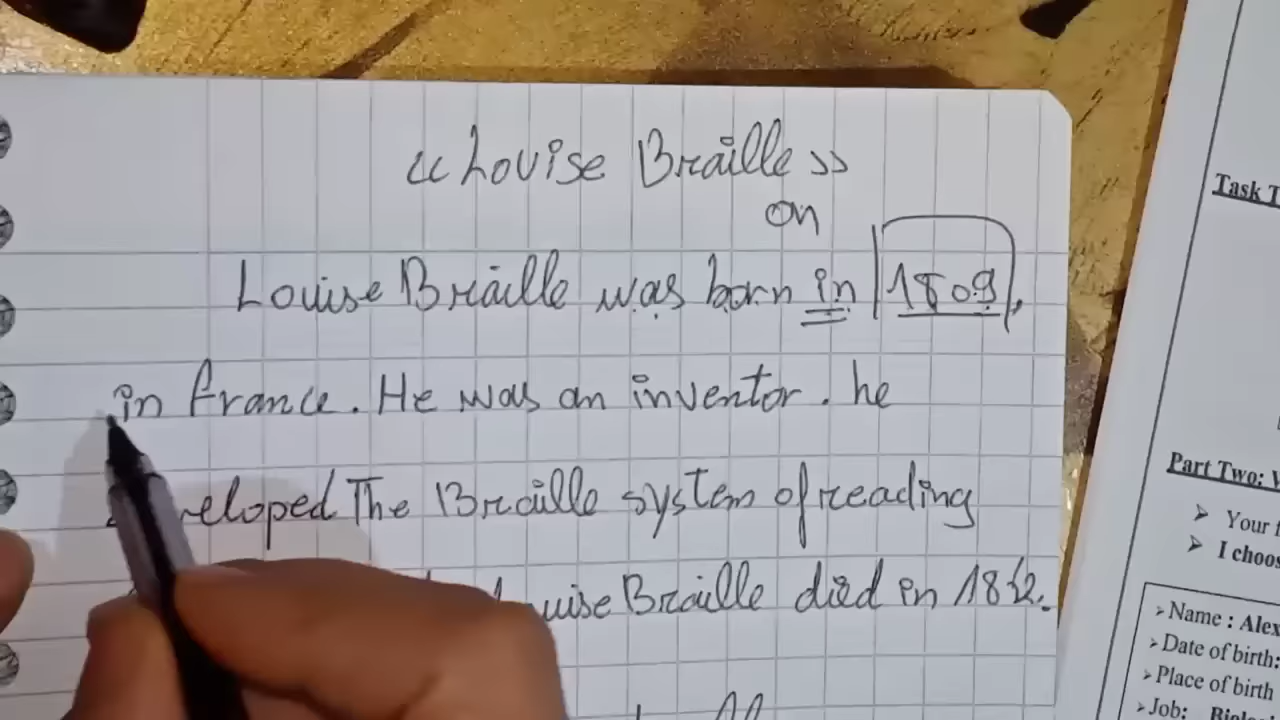 << Louise Braille >>
on
Louise Braille was born in 1809.
in france. He was an inventor. he
veloped The Braille system of reading
uise Braille died in 1852.
Task T
Part Two: W
➢ Your f
➢ I choos
➢ Name : Alex
➢ Date of birth:
➢ Place of birth
➢ Job: Biolo